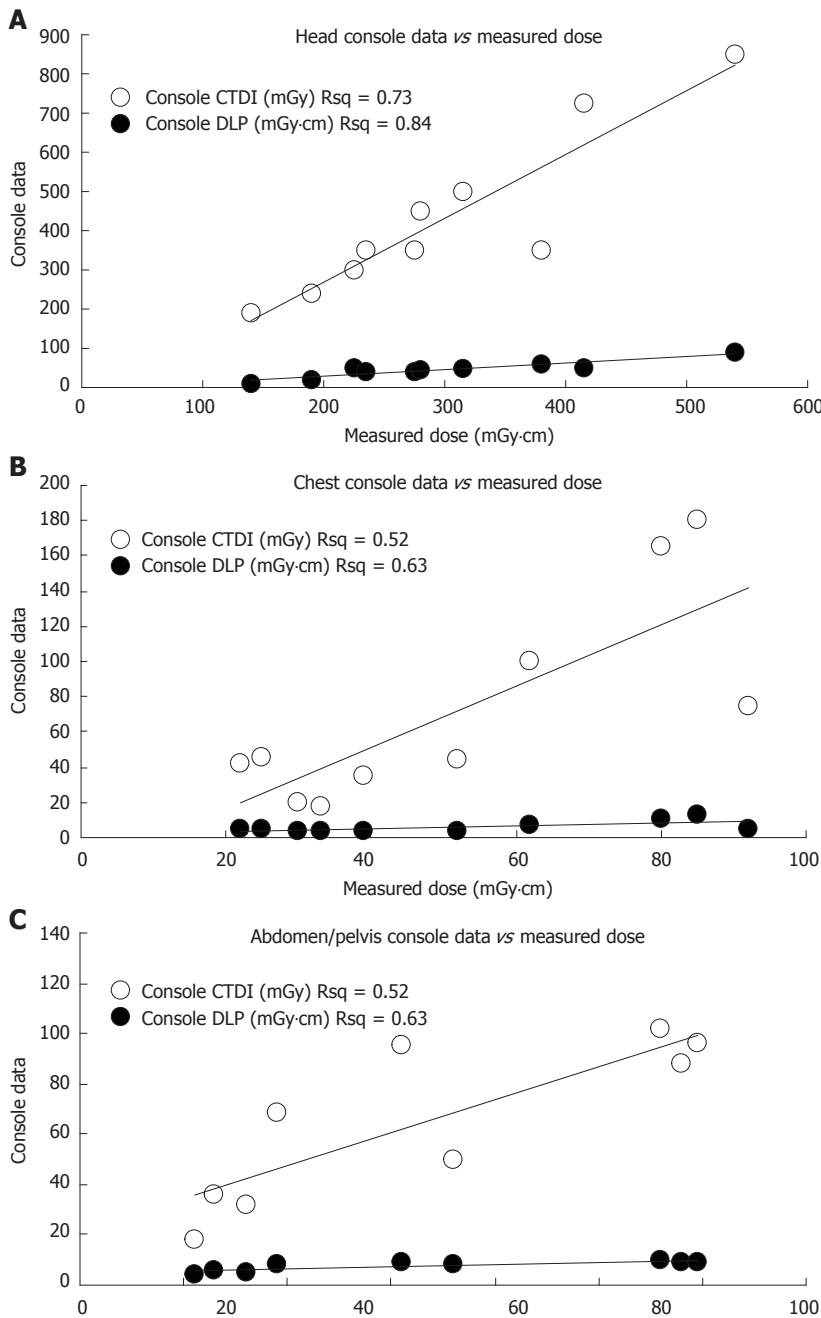 A
Head console data vs measured dose
900
800
700
600
500
400
300
200
100
0
Console data
Console CTDI (mGy) Rsq = 0.73
Console DLP (mGy·cm) Rsq = 0.84
0 100 200 300 400 500 600
Measured dose (mGy·cm)
B
Chest console data vs measured dose
200
180
160
140
120
100
80
60
40
20
0
Console data
Console CTDI (mGy) Rsq = 0.52
Console DLP (mGy·cm) Rsq = 0.63
0 20 40 60 80 100
Measured dose (mGy·cm)
C
Abdomen/pelvis console data vs measured dose
140
120
100
80
60
40
20
0
Console data
Console CTDI (mGy) Rsq = 0.52
Console DLP (mGy·cm) Rsq = 0.63
0 20 40 60 80 100